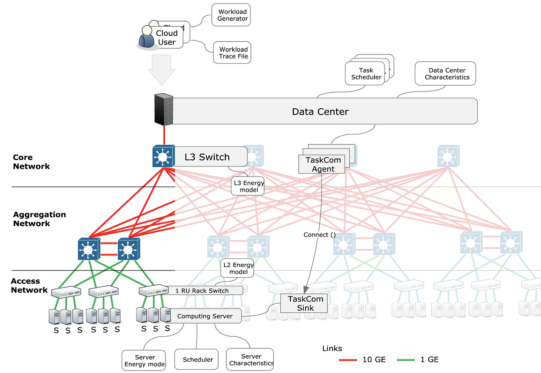 Workload
Generator
Cloud
User
Workload
Trace File
Task
Scheduler
Data Center
Characteristics
Data Center
Core
Network
L3 Switch
TaskCom
Agent
L3 Energy
model
Aggregation
Network
Connect ()
L2 Energy
model
Access
Network
1 RU Rack Switch
TaskCom
Sink
Computing Server
S S S S S S S
Server
Energy mode
Scheduler
Server
Characteristics
Links
10 GE
1 GE